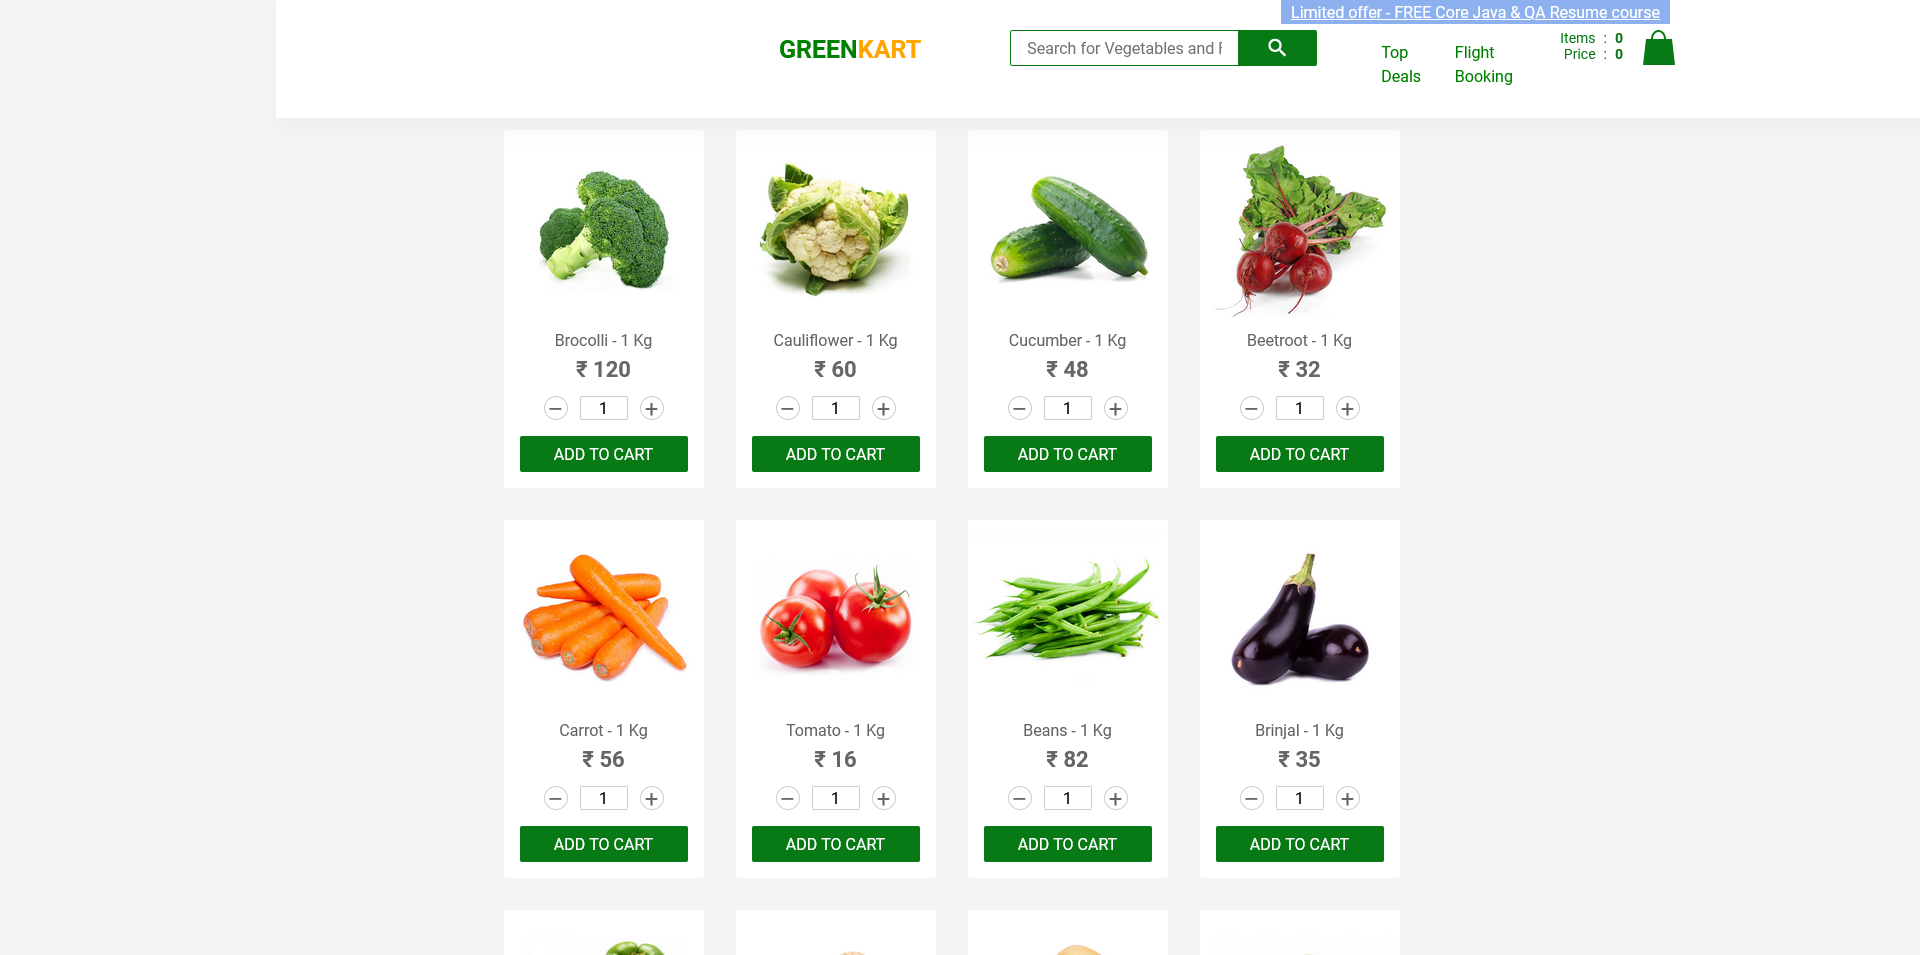 Limited offer - FREE Core Java & QA Resume course
GREENKART
Search for Vegetables and F
Top Deals
Flight Booking
Items : 0
Price : 0
Brocolli - 1 Kg
₹ 120
– 1 +
ADD TO CART
Cauliflower - 1 Kg
₹ 60
– 1 +
ADD TO CART
Cucumber - 1 Kg
₹ 48
– 1 +
ADD TO CART
Beetroot - 1 Kg
₹ 32
– 1 +
ADD TO CART
Carrot - 1 Kg
₹ 56
– 1 +
ADD TO CART
Tomato - 1 Kg
₹ 16
– 1 +
ADD TO CART
Beans - 1 Kg
₹ 82
– 1 +
ADD TO CART
Brinjal - 1 Kg
₹ 35
– 1 +
ADD TO CART